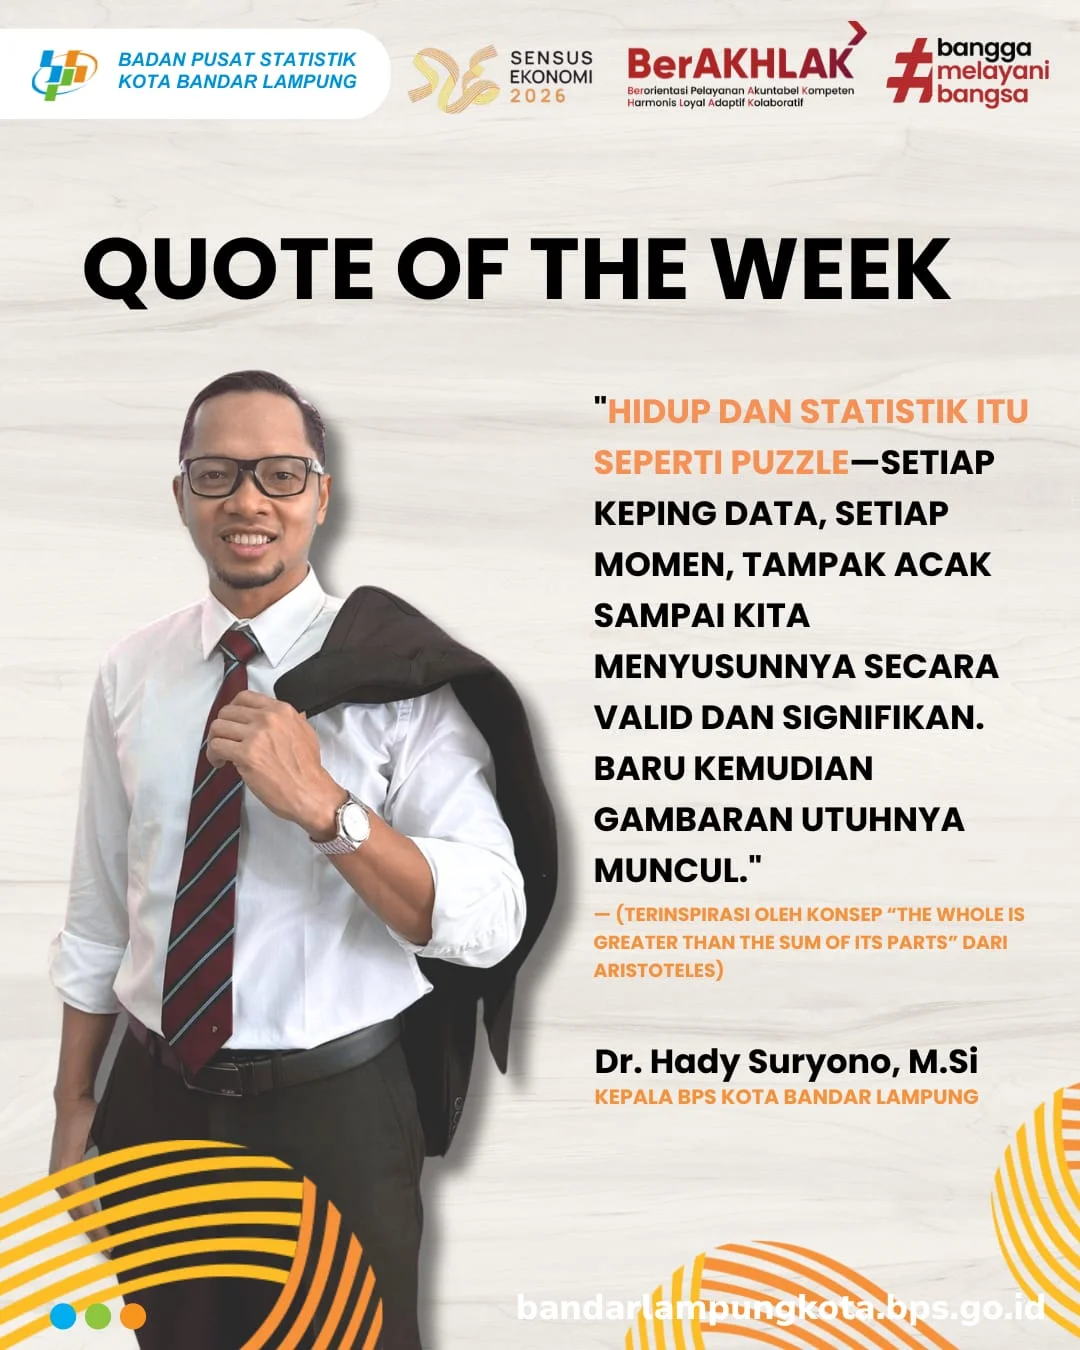 BADAN PUSAT STATISTIK
KOTA BANDAR LAMPUNG
SENSUS
EKONOMI
2026
BerAKHLAK
Berorientasi Pelayanan Akuntabel Kompeten
Harmonis Loyal Adaptif Kolaboratif
#bangga
melayani
bangsa
QUOTE OF THE WEEK
"HIDUP DAN STATISTIK ITU
SEPERTI PUZZLE—SETIAP
KEPING DATA, SETIAP
MOMEN, TAMPAK ACAK
SAMPAI KITA
MENYUSUNNYA SECARA
VALID DAN SIGNIFIKAN.
BARU KEMUDIAN
GAMBARAN UTUHNYA
MUNCUL."
— (TERINSPIRASI OLEH KONSEP “THE WHOLE IS
GREATER THAN THE SUM OF ITS PARTS” DARI
ARISTOTELES)
Dr. Hady Suryono, M.Si
KEPALA BPS KOTA BANDAR LAMPUNG
bandarlampungkota.bps.go.id